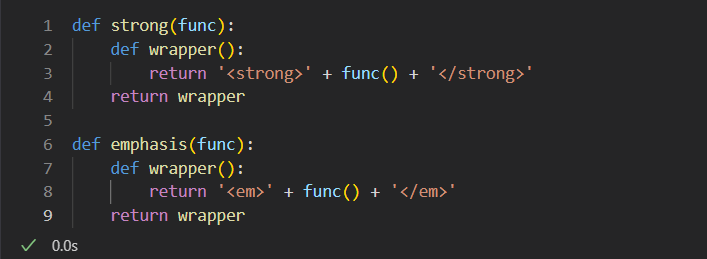 1 def strong(func):
2     def wrapper():
3         return '<strong>' + func() + '</strong>'
4     return wrapper
5
6 def emphasis(func):
7     def wrapper():
8         return '<em>' + func() + '</em>'
9     return wrapper
✓ 0.0s